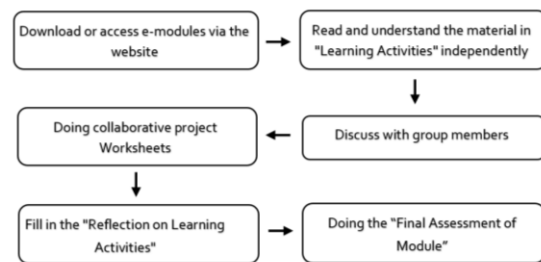 Download or access e-modules via the
website
Read and understand the material in
"Learning Activities" independently
Discuss with group members
Doing collaborative project
Worksheets
Fill in the "Reflection on Learning
Activities"
Doing the “Final Assessment of
Module”